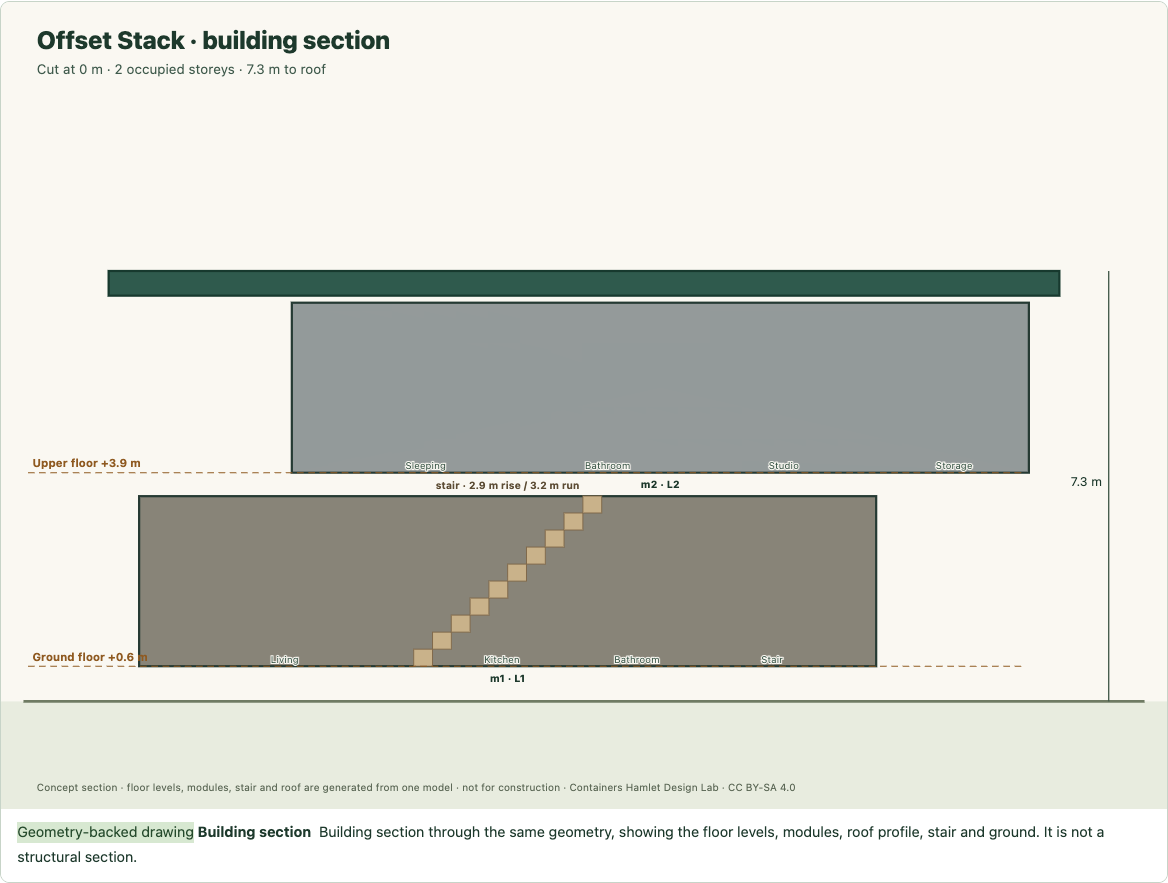 Offset Stack · building section
Cut at 0 m · 2 occupied storeys · 7.3 m to roof
Upper floor +3.9 m
Sleeping
Bathroom
Studio
Storage
stair · 2.9 m rise / 3.2 m run
m2 · L2
7.3 m
Ground floor +0.6 m
Living
Kitchen
Bathroom
Stair
m1 · L1
Concept section · floor levels, modules, stair and roof are generated from one model · not for construction · Containers Hamlet Design Lab · CC BY-SA 4.0
Geometry-backed drawing Building section Building section through the same geometry, showing the floor levels, modules, roof profile, stair and ground. It is not a
structural section.